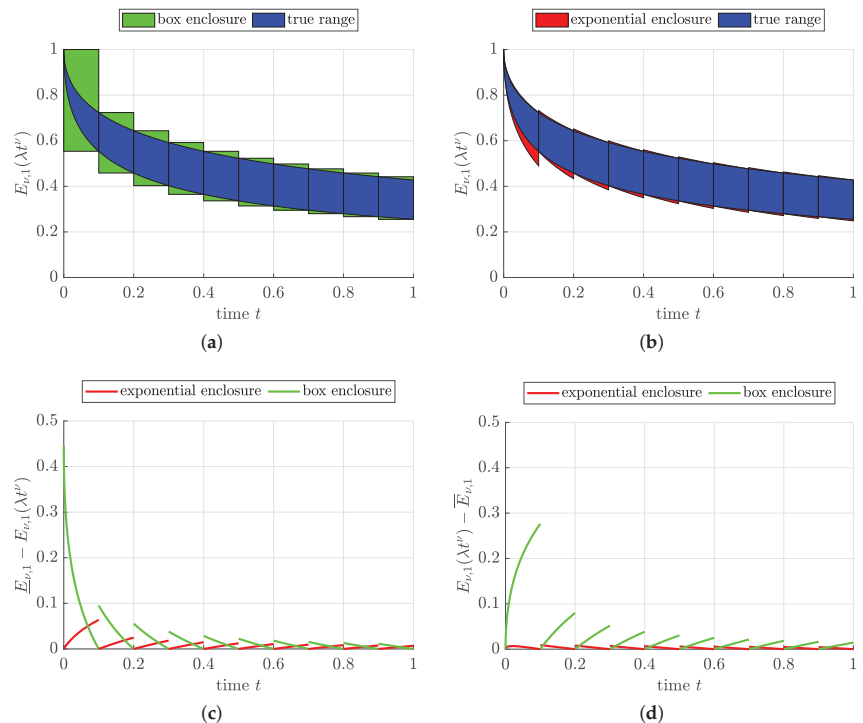 box enclosure true range
1
0.8
0.6
0.4
0.2
0
E_{ν,1}(λt^ν)
0 0.2 0.4 0.6 0.8 1
time t
(a)
exponential enclosure true range
1
0.8
0.6
0.4
0.2
0
E_{ν,1}(λt^ν)
0 0.2 0.4 0.6 0.8 1
time t
(b)
exponential enclosure box enclosure
0.5
0.4
0.3
0.2
0.1
0
\underline{E}_{ν,1} − E_{ν,1}(λt^ν)
0 0.2 0.4 0.6 0.8 1
time t
(c)
exponential enclosure box enclosure
0.5
0.4
0.3
0.2
0.1
0
E_{ν,1}(λt^ν) − \overline{E}_{ν,1}
0 0.2 0.4 0.6 0.8 1
time t
(d)